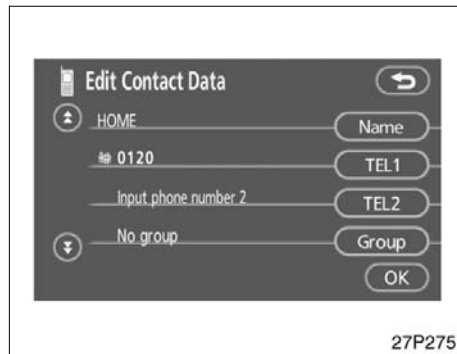 Edit Contact Data
HOME
Name
0120
TEL1
Input phone number 2
TEL2
No group
Group
OK
27P275